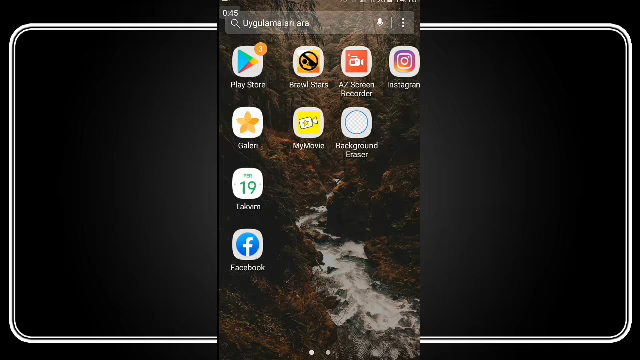 0:45
Uygulamaları ara
3
Play Store
Brawl Stars
AZ Screen Recorder
Instagram
Galeri
MyMovie
Background Eraser
19
Takvim
Facebook